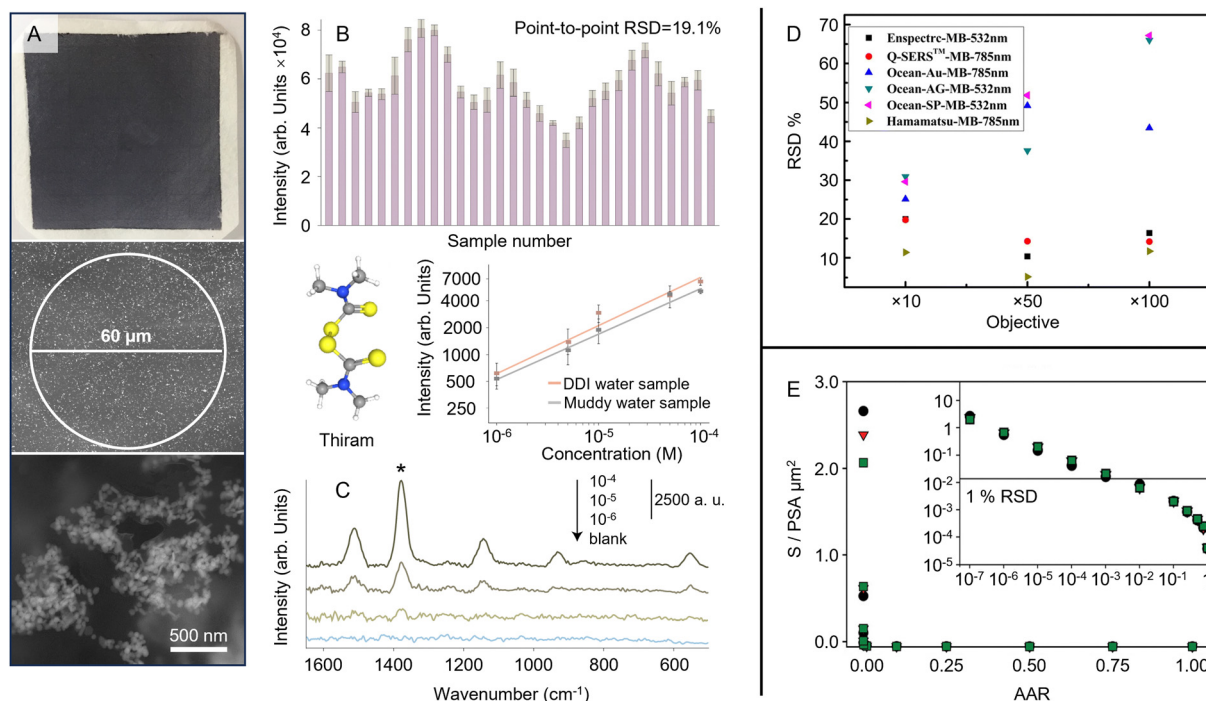 A
60 µm
500 nm
B
Point-to-point RSD=19.1%
Intensity (arb. Units × 10⁴)
8
6
4
2
0
Sample number
Thiram
Intensity (arb. Units)
7000
4000
2000
1000
500
250
DDI water sample
Muddy water sample
10⁻⁶
10⁻⁵
10⁻⁴
Concentration (M)
C
*
10⁻⁴
10⁻⁵
10⁻⁶
blank
2500 a. u.
Intensity (arb. Units)
1600
1400
1200
1000
800
600
Wavenumber (cm⁻¹)
D
Enspectrc-MB-532nm
Q-SERS™-MB-785nm
Ocean-Au-MB-785nm
Ocean-AG-MB-532nm
Ocean-SP-MB-532nm
Hamamatsu-MB-785nm
RSD %
70
60
50
40
30
20
10
×10
×50
×100
Objective
E
S / PSA µm²
3.0
2.0
1.0
0.0
10
1
10⁻¹
10⁻²
10⁻³
10⁻⁴
10⁻⁵
1 % RSD
10⁻⁷
10⁻⁶
10⁻⁵
10⁻⁴
10⁻³
10⁻²
10⁻¹
1
0.00
0.25
0.50
0.75
1.00
AAR